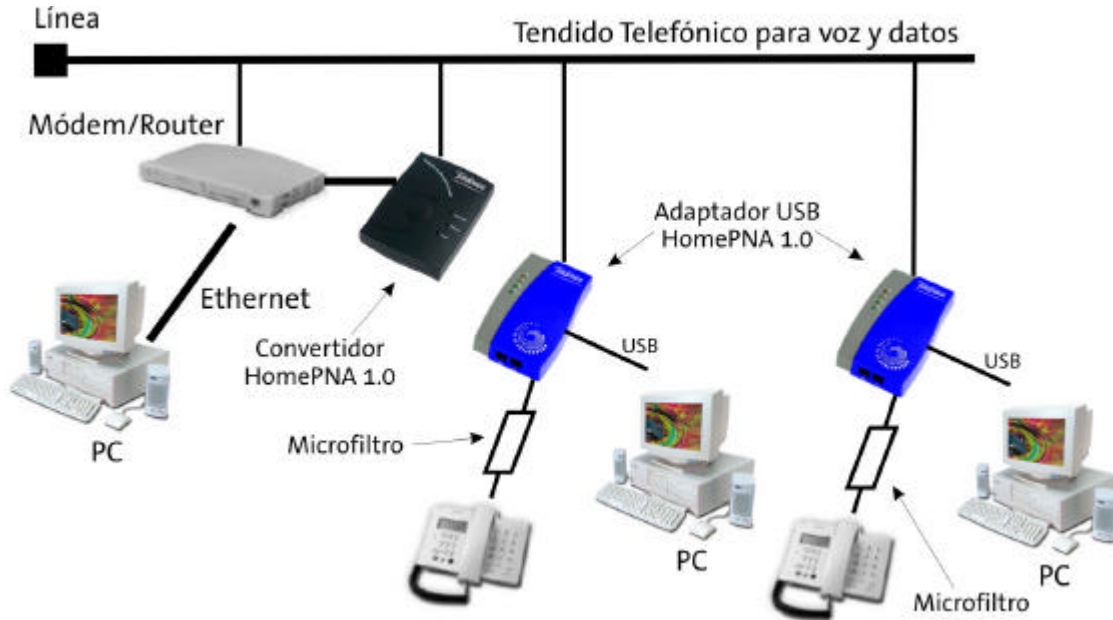 Línea
Tendido Telefónico para voz y datos
Módem/Router
Adaptador USB
HomePNA 1.0
Ethernet
Convertidor
HomePNA 1.0
USB
USB
Microfiltro
PC
PC
PC
Microfiltro